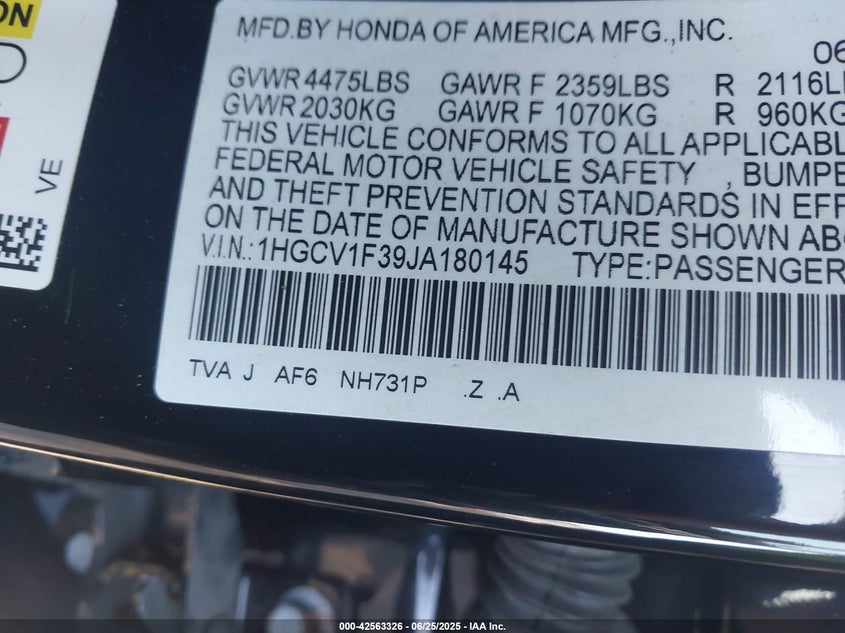 ON
VE
MFD.BY HONDA OF AMERICA MFG.,INC.
06
GVWR 4475LBS GAWR F 2359LBS R 2116L
GVWR 2030KG GAWR F 1070KG R 960KG
THIS VEHICLE CONFORMS TO ALL APPLICABL
FEDERAL MOTOR VEHICLE SAFETY , BUMPE
AND THEFT PREVENTION STANDARDS IN EFF
ON THE DATE OF MANUFACTURE SHOWN ABO
V.I.N.:1HGCV1F39JA180145 TYPE:PASSENGER
TVA J AF6 NH731P .Z .A
000-42563326 - 06/25/2025 - IAA Inc.